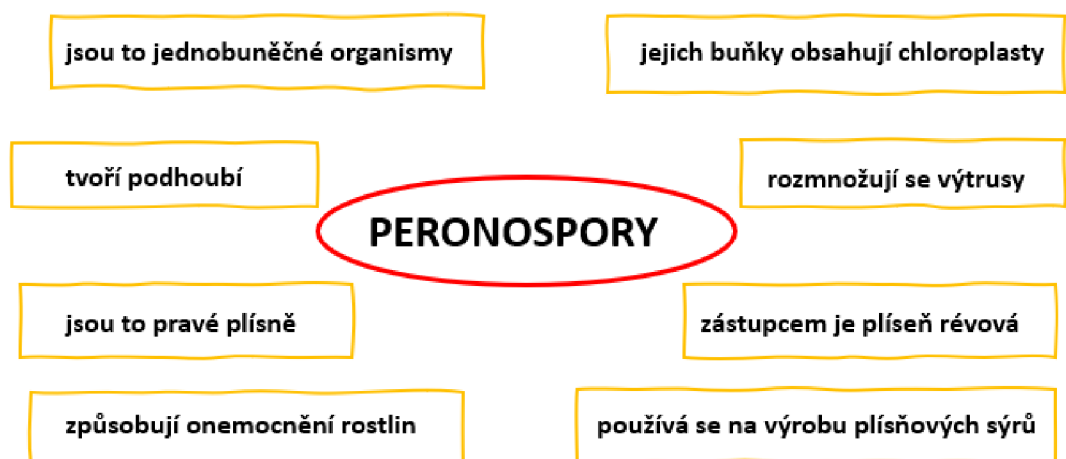 jsou to jednobuněčné organismy
jejich buňky obsahují chloroplasty
tvoří podhoubí
rozmnožují se výtrusy
PERONOSPORY
jsou to pravé plísně
zástupcem je plíseň révová
způsobují onemocnění rostlin
používá se na výrobu plísňových sýrů